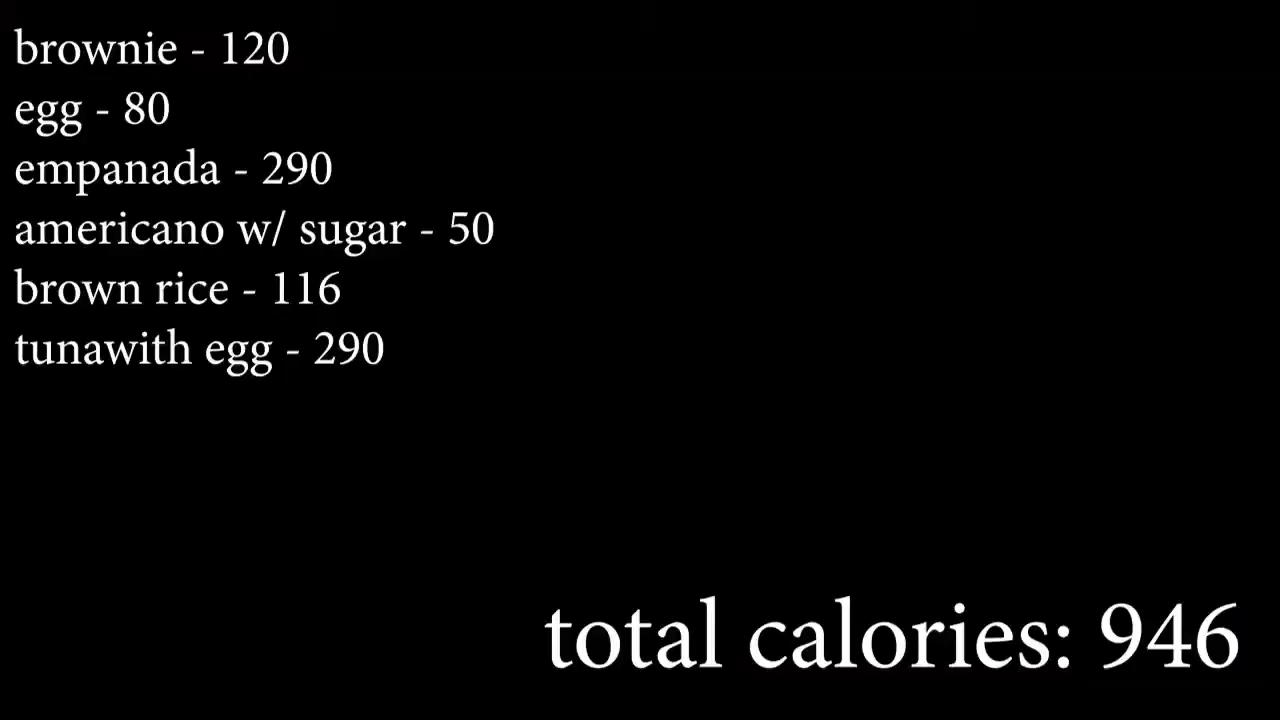 brownie - 120
egg - 80
empanada - 290
americano w/ sugar - 50
brown rice - 116
tunawith egg - 290
total calories: 946